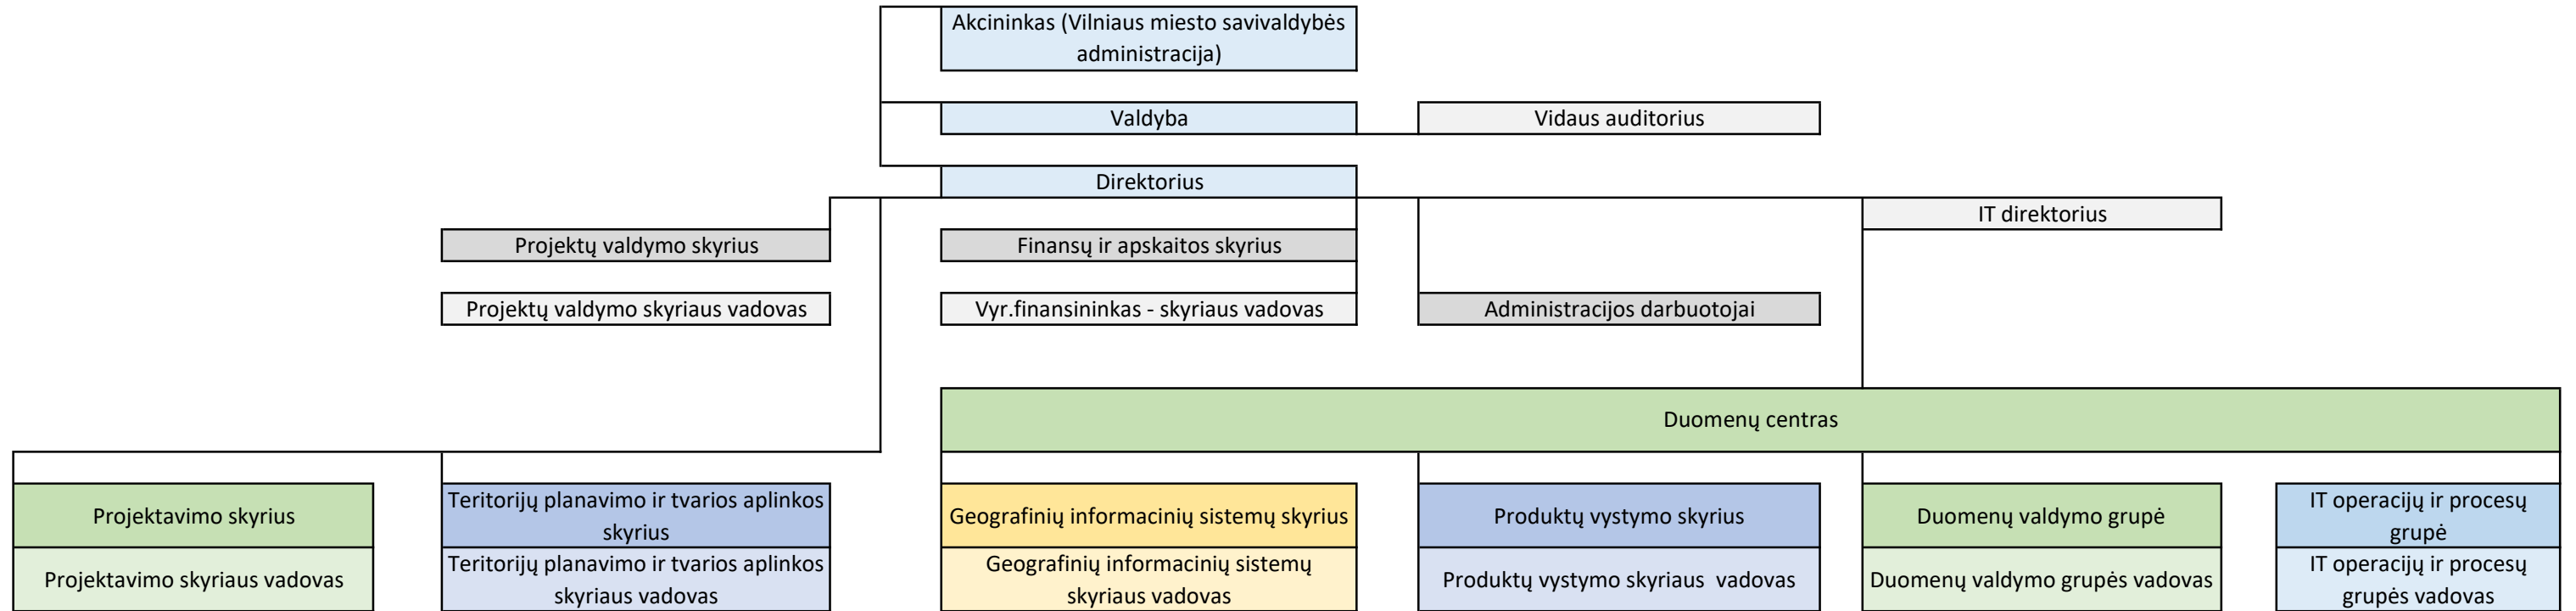 Akcininkas (Vilniaus miesto savivaldybės
administracija)
Valdyba
Vidaus auditorius
Direktorius
IT direktorius
Projektų valdymo skyrius
Finansų ir apskaitos skyrius
Projektų valdymo skyriaus vadovas
Vyr.finansininkas - skyriaus vadovas
Administracijos darbuotojai
Duomenų centras
Projektavimo skyrius
Teritorijų planavimo ir tvarios aplinkos
skyrius
Geografinių informacinių sistemų skyrius
Produktų vystymo skyrius
Duomenų valdymo grupė
IT operacijų ir procesų
grupė
Projektavimo skyriaus vadovas
Teritorijų planavimo ir tvarios aplinkos
skyriaus vadovas
Geografinių informacinių sistemų
skyriaus vadovas
Produktų vystymo skyriaus  vadovas
Duomenų valdymo grupės vadovas
IT operacijų ir procesų
grupės vadovas